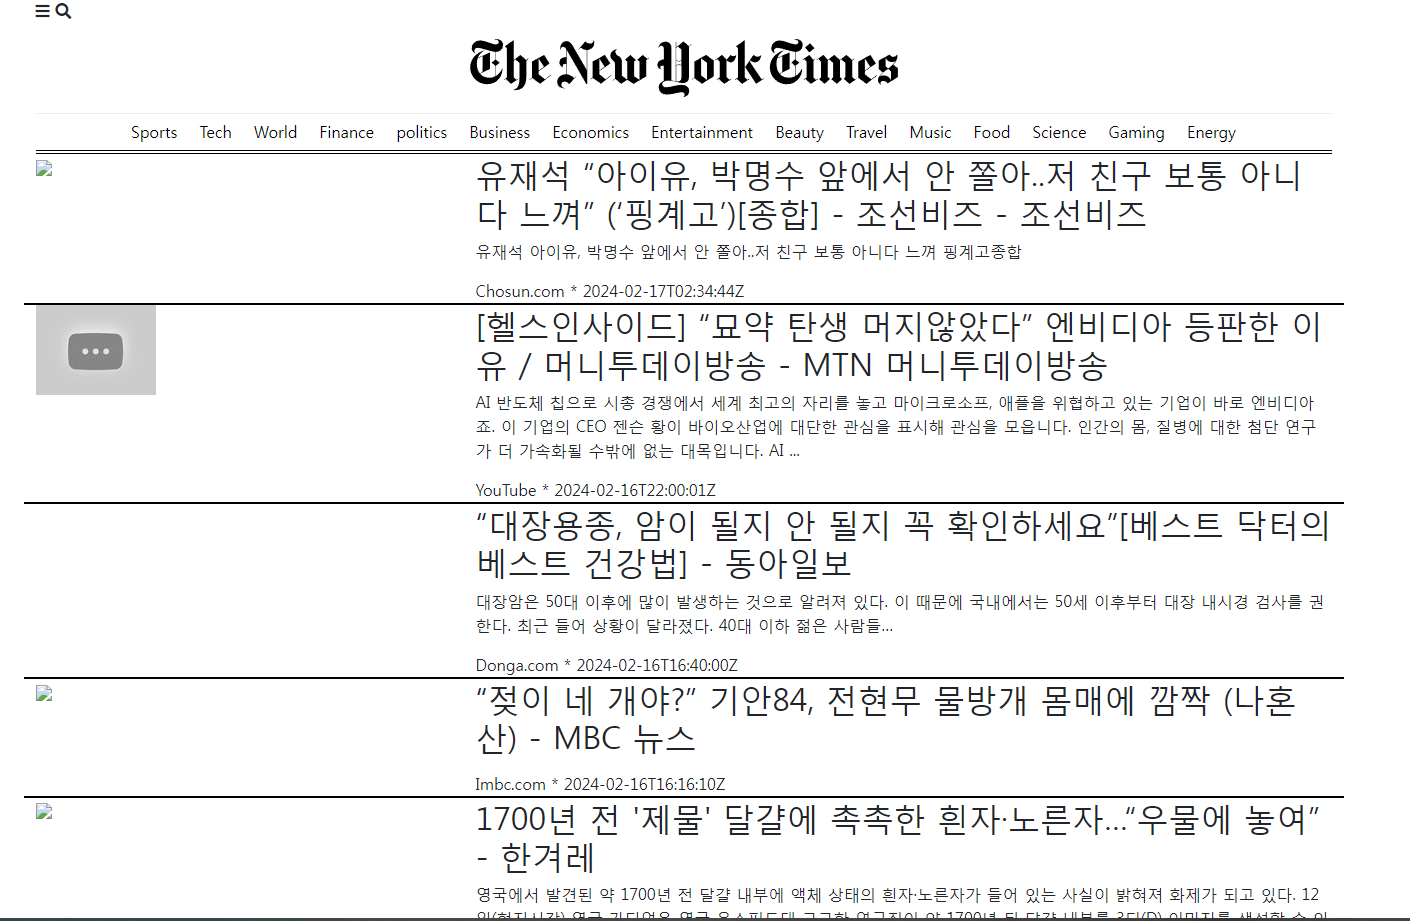 The New York Times
Sports Tech World Finance politics Business Economics Entertainment Beauty Travel Music Food Science Gaming Energy
유재석 “아이유, 박명수 앞에서 안 쫄아..저 친구 보통 아니
다 느껴” (‘핑계고’)[종합] - 조선비즈 - 조선비즈
유재석 아이유, 박명수 앞에서 안 쫄아..저 친구 보통 아니다 느껴 핑계고종합
Chosun.com * 2024-02-17T02:34:44Z
[헬스인사이드] “묘약 탄생 머지않았다” 엔비디아 등판한 이
유 / 머니투데이방송 - MTN 머니투데이방송
AI 반도체 칩으로 시총 경쟁에서 세계 최고의 자리를 놓고 마이크로소프, 애플을 위협하고 있는 기업이 바로 엔비디아
죠. 이 기업의 CEO 젠슨 황이 바이오산업에 대단한 관심을 표시해 관심을 모읍니다. 인간의 몸, 질병에 대한 첨단 연구
가 더 가속화될 수밖에 없는 대목입니다. AI ...
YouTube * 2024-02-16T22:00:01Z
“대장용종, 암이 될지 안 될지 꼭 확인하세요”[베스트 닥터의
베스트 건강법] - 동아일보
대장암은 50대 이후에 많이 발생하는 것으로 알려져 있다. 이 때문에 국내에서는 50세 이후부터 대장 내시경 검사를 권
한다. 최근 들어 상황이 달라졌다. 40대 이하 젊은 사람들…
Donga.com * 2024-02-16T16:40:00Z
“젖이 네 개야?” 기안84, 전현무 물방개 몸매에 깜짝 (나혼
산) - MBC 뉴스
Imbc.com * 2024-02-16T16:16:10Z
1700년 전 '제물' 달걀에 촉촉한 흰자·노른자…“우물에 놓여”
- 한겨레
영국에서 발견된 약 1700년 전 달걀 내부에 액체 상태의 흰자·노른자가 들어 있는 사실이 밝혀져 화제가 되고 있다. 12